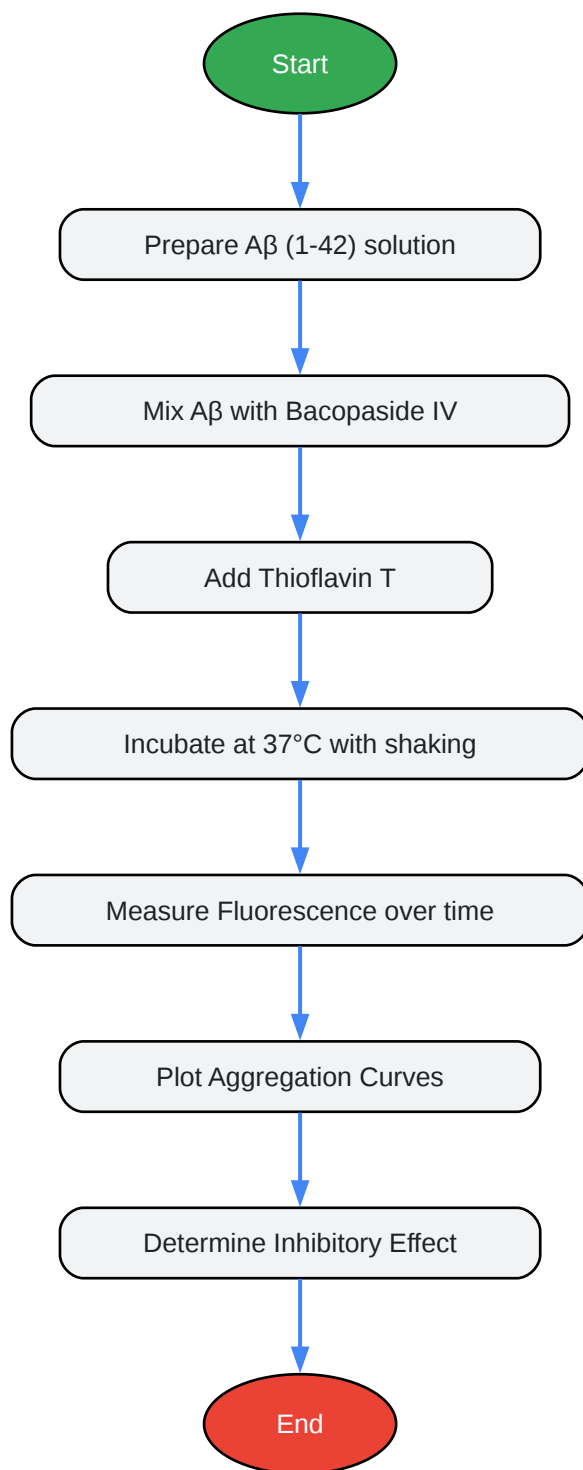 Start
Prepare Aβ (1-42) solution
Mix Aβ with Bacopaside IV
Add Thioflavin T
Incubate at 37°C with shaking
Measure Fluorescence over time
Plot Aggregation Curves
Determine Inhibitory Effect
End